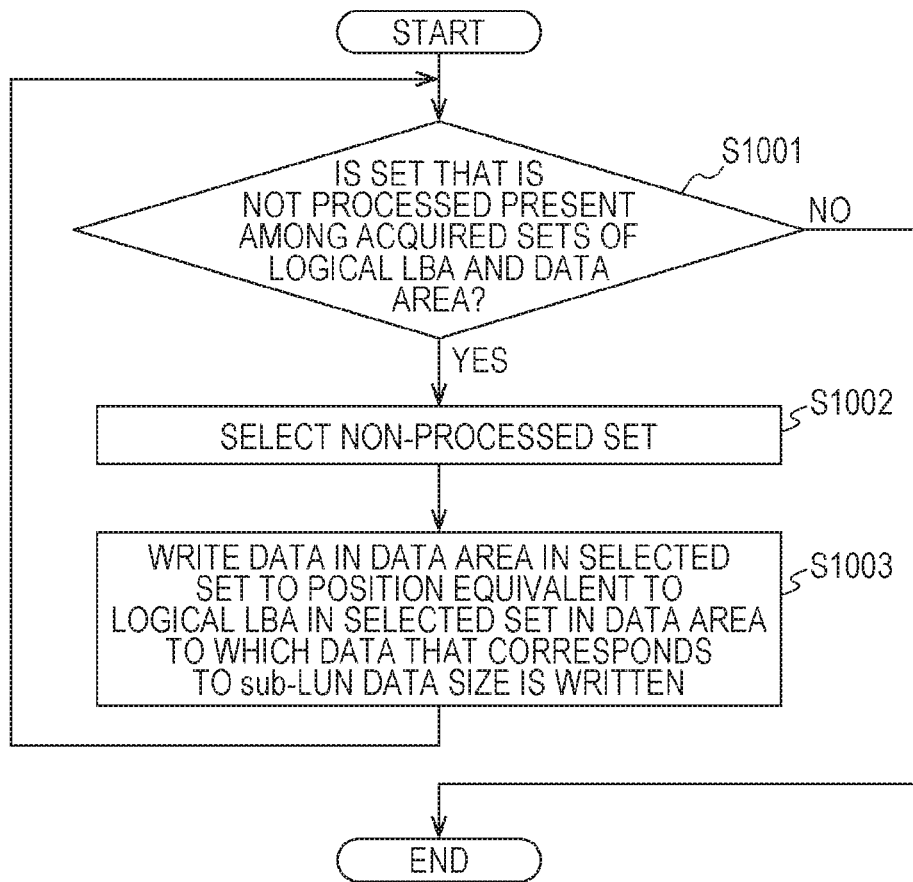 START
S1001
IS SET THAT IS
NOT PROCESSED PRESENT
AMONG ACQUIRED SETS OF
LOGICAL LBA AND DATA
AREA?
NO
YES
S1002
SELECT NON-PROCESSED SET
S1003
WRITE DATA IN DATA AREA IN SELECTED
SET TO POSITION EQUIVALENT TO
LOGICAL LBA IN SELECTED SET IN DATA AREA
TO WHICH DATA THAT CORRESPONDS
TO sub-LUN DATA SIZE IS WRITTEN
END